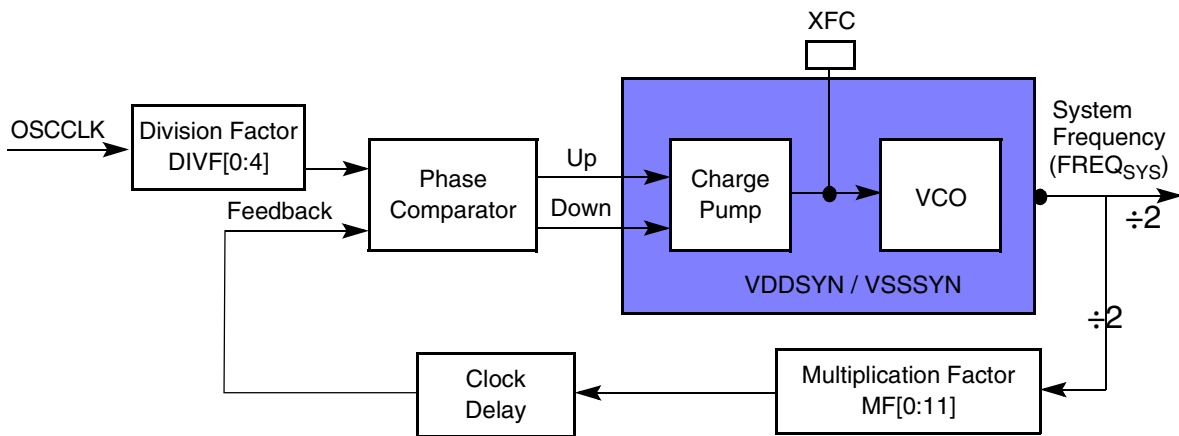 XFC
System
Frequency
(FREQSYS)
÷2
OSCCLK
Division Factor
DIVF[0:4]
Phase
Comparator
Up
Down
Charge
Pump
VCO
Feedback
VDDSYN / VSSSYN
÷2
Clock
Delay
Multiplication Factor
MF[0:11]